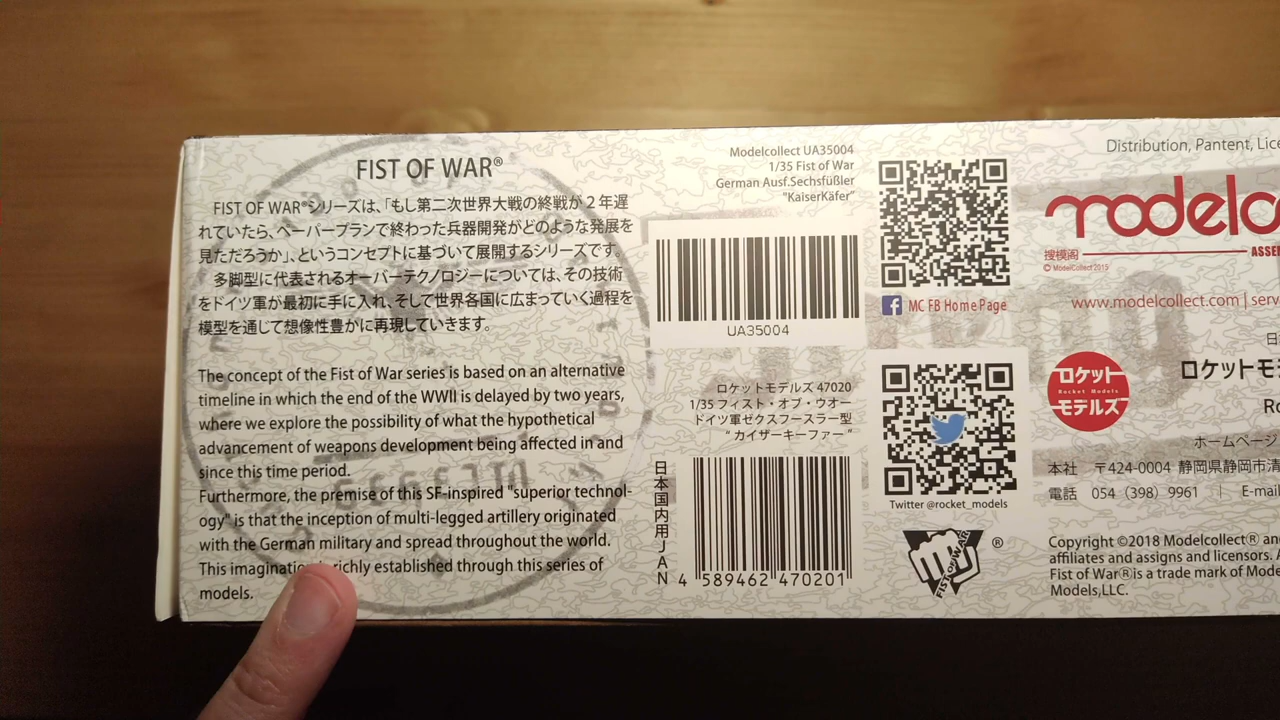 FIST OF WAR®
FIST OF WAR®シリーズは、「もし第二次世界大戦の終戦が２年遅
れていたら、ペーパープランで終わった兵器開発がどのような発展を
見ただろうか」、というコンセプトに基づいて展開するシリーズです。
多脚型に代表されるオーバーテクノロジーについては、その技術
をドイツ軍が最初に手に入れ、そして世界各国に広まっていく過程を
模型を通じて想像性豊かに再現していきます。
The concept of the Fist of War series is based on an alternative
timeline in which the end of the WWII is delayed by two years,
where we explore the possibility of what the hypothetical
advancement of weapons development being affected in and
since this time period.
Furthermore, the premise of this SF-inspired "superior technol-
ogy" is that the inception of multi-legged artillery originated
with the German military and spread throughout the world.
This richly established through this series of
models.
Modelcollect UA35004
1/35 Fist of War
German Ausf.Sechsfüßler
"KaiserKäfer"
UA35004
ロケットモデルズ 47020
1/35 フィスト・オブ・ウオー
ドイツ軍ゼクスフースラー型
“ カイザーキーファー ”
日本国内用JAN
4 589462 470201
MC FB HomePage
Twitter @rocket_models
FIST OF WAR
®
Distribution, Pantent,
modelco
搜模阁
© ModelCollect 2015
www.modelcollect.com |
ロケット
Rocket Models
モデルズ
ロケットモ
ホームページ
本社 〒424-0004 静岡県静岡市清
電話 054（398）9961 |
Copyright ©2018 Modelcollect®
affiliates and assigns and licensors.
Fist of War®is a trade mark of
Models,LLC.